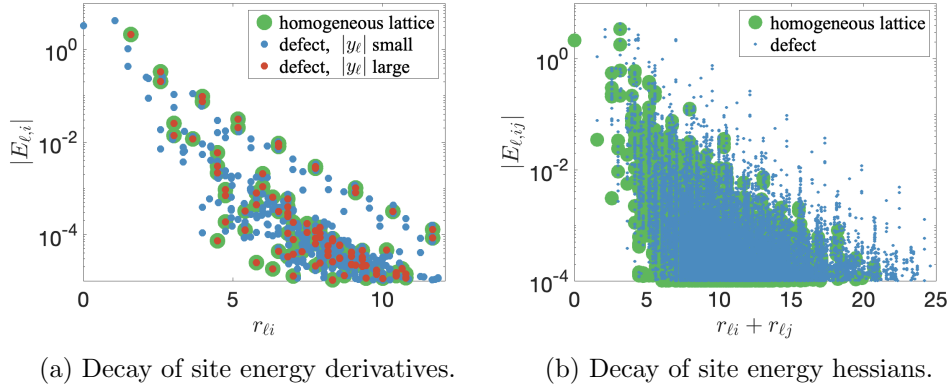 homogeneous lattice
defect, |y_ℓ| small
defect, |y_ℓ| large
10^0
10^-2
10^-4
|E_{ℓ,i}|
0 5 10
r_{ℓi}
(a) Decay of site energy derivatives.
homogeneous lattice
defect
10^0
10^-2
10^-4
|E_{ℓ,ij}|
0 5 10 15 20 25
r_{ℓi} + r_{ℓj}
(b) Decay of site energy hessians.